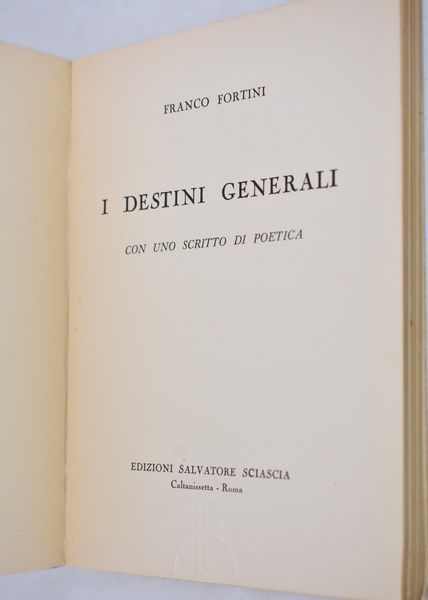 FRANCO FORTINI
I DESTINI GENERALI
CON UNO SCRITTO DI POETICA
EDIZIONI SALVATORE SCIASCIA
Caltanissetta - Roma